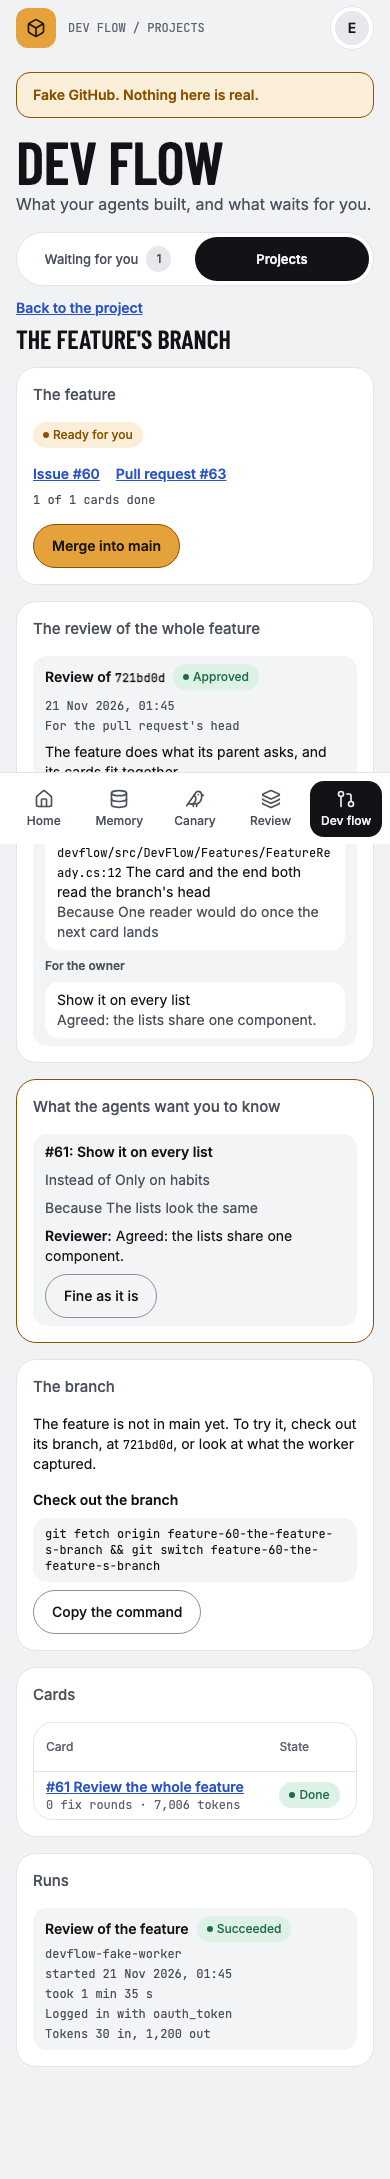 DEV FLOW / PROJECTS
E
Fake GitHub. Nothing here is real.
DEV FLOW
What your agents built, and what waits for you.
Waiting for you 1
Projects
Back to the project
THE FEATURE'S BRANCH
The feature
Ready for you
Issue #60 Pull request #63
1 of 1 cards done
Merge into main
The review of the whole feature
Review of 721bd0d Approved
21 Nov 2026, 01:45
For the pull request's head
The feature does what its parent asks, and
its cards fit together
Home
Memory
Canary
Review
Dev flow
devflow/src/DevFlow/Features/FeatureRe
ady.cs:12 The card and the end both
read the branch's head
Because One reader would do once the
next card lands
For the owner
Show it on every list
Agreed: the lists share one component.
What the agents want you to know
#61: Show it on every list
Instead of Only on habits
Because The lists look the same
Reviewer: Agreed: the lists share one
component.
Fine as it is
The branch
The feature is not in main yet. To try it, check out
its branch, at 721bd0d, or look at what the worker
captured.
Check out the branch
git fetch origin feature-60-the-feature-
s-branch && git switch feature-60-the-
feature-s-branch
Copy the command
Cards
Card State
#61 Review the whole feature Done
0 fix rounds · 7,006 tokens
Runs
Review of the feature Succeeded
devflow-fake-worker
started 21 Nov 2026, 01:45
took 1 min 35 s
Logged in with oauth_token
Tokens 30 in, 1,200 out